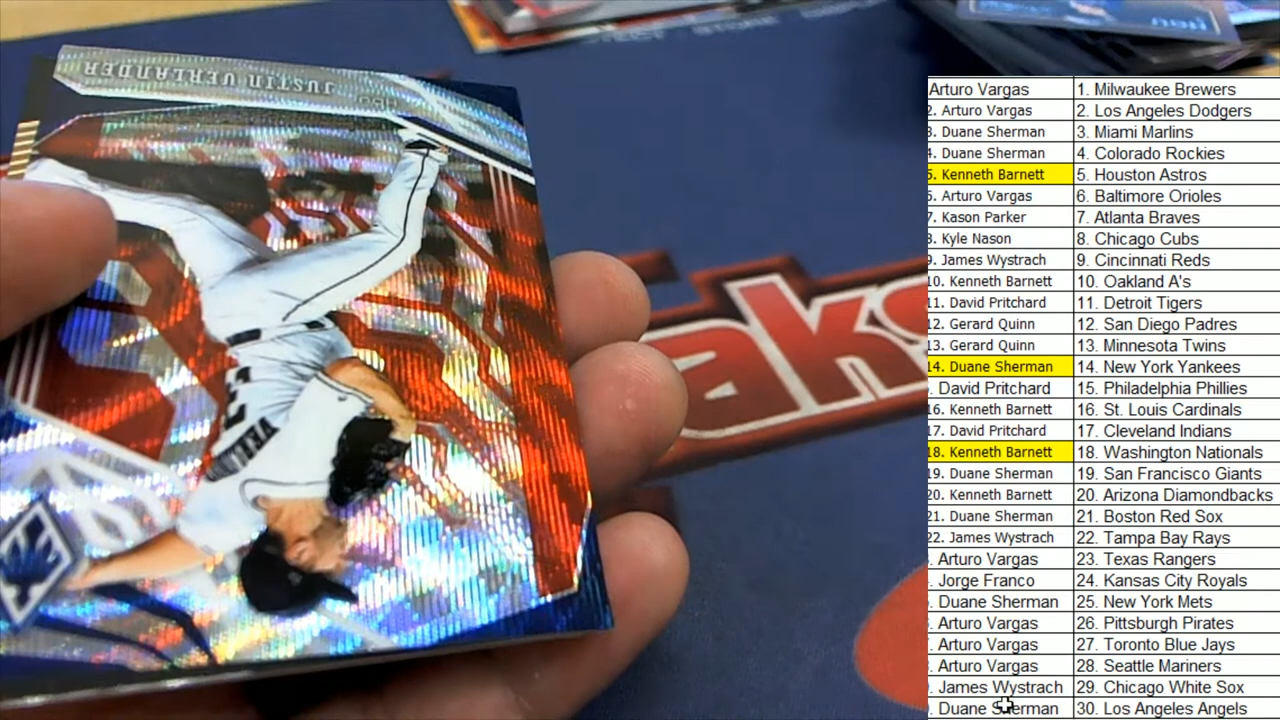 JUSTIN VERLANDER
HOU
aks
Arturo Vargas 1. Milwaukee Brewers
2. Arturo Vargas 2. Los Angeles Dodgers
3. Duane Sherman 3. Miami Marlins
4. Duane Sherman 4. Colorado Rockies
5. Kenneth Barnett 5. Houston Astros
6. Arturo Vargas 6. Baltimore Orioles
7. Kason Parker 7. Atlanta Braves
8. Kyle Nason 8. Chicago Cubs
9. James Wystrach 9. Cincinnati Reds
10. Kenneth Barnett 10. Oakland A's
11. David Pritchard 11. Detroit Tigers
12. Gerard Quinn 12. San Diego Padres
13. Gerard Quinn 13. Minnesota Twins
14. Duane Sherman 14. New York Yankees
David Pritchard 15. Philadelphia Phillies
16. Kenneth Barnett 16. St. Louis Cardinals
17. David Pritchard 17. Cleveland Indians
18. Kenneth Barnett 18. Washington Nationals
19. Duane Sherman 19. San Francisco Giants
20. Kenneth Barnett 20. Arizona Diamondbacks
21. Duane Sherman 21. Boston Red Sox
22. James Wystrach 22. Tampa Bay Rays
Arturo Vargas 23. Texas Rangers
Jorge Franco 24. Kansas City Royals
Duane Sherman 25. New York Mets
Arturo Vargas 26. Pittsburgh Pirates
Arturo Vargas 27. Toronto Blue Jays
Arturo Vargas 28. Seattle Mariners
James Wystrach 29. Chicago White Sox
Duane Sherman 30. Los Angeles Angels